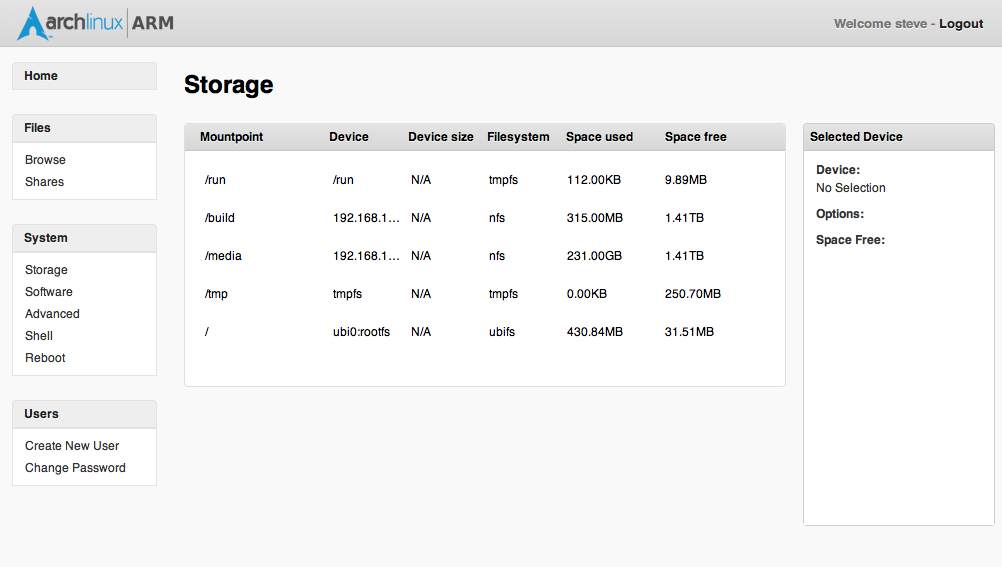 archlinux ARM
Welcome steve - Logout
Home
Files
Browse
Shares
System
Storage
Software
Advanced
Shell
Reboot
Users
Create New User
Change Password
Storage
Mountpoint Device Device size Filesystem Space used Space free
/run /run N/A tmpfs 112.00KB 9.89MB
/build 192.168.1... N/A nfs 315.00MB 1.41TB
/media 192.168.1... N/A nfs 231.00GB 1.41TB
/tmp tmpfs N/A tmpfs 0.00KB 250.70MB
/ ubi0:rootfs N/A ubifs 430.84MB 31.51MB
Selected Device
Device:
No Selection
Options:
Space Free: